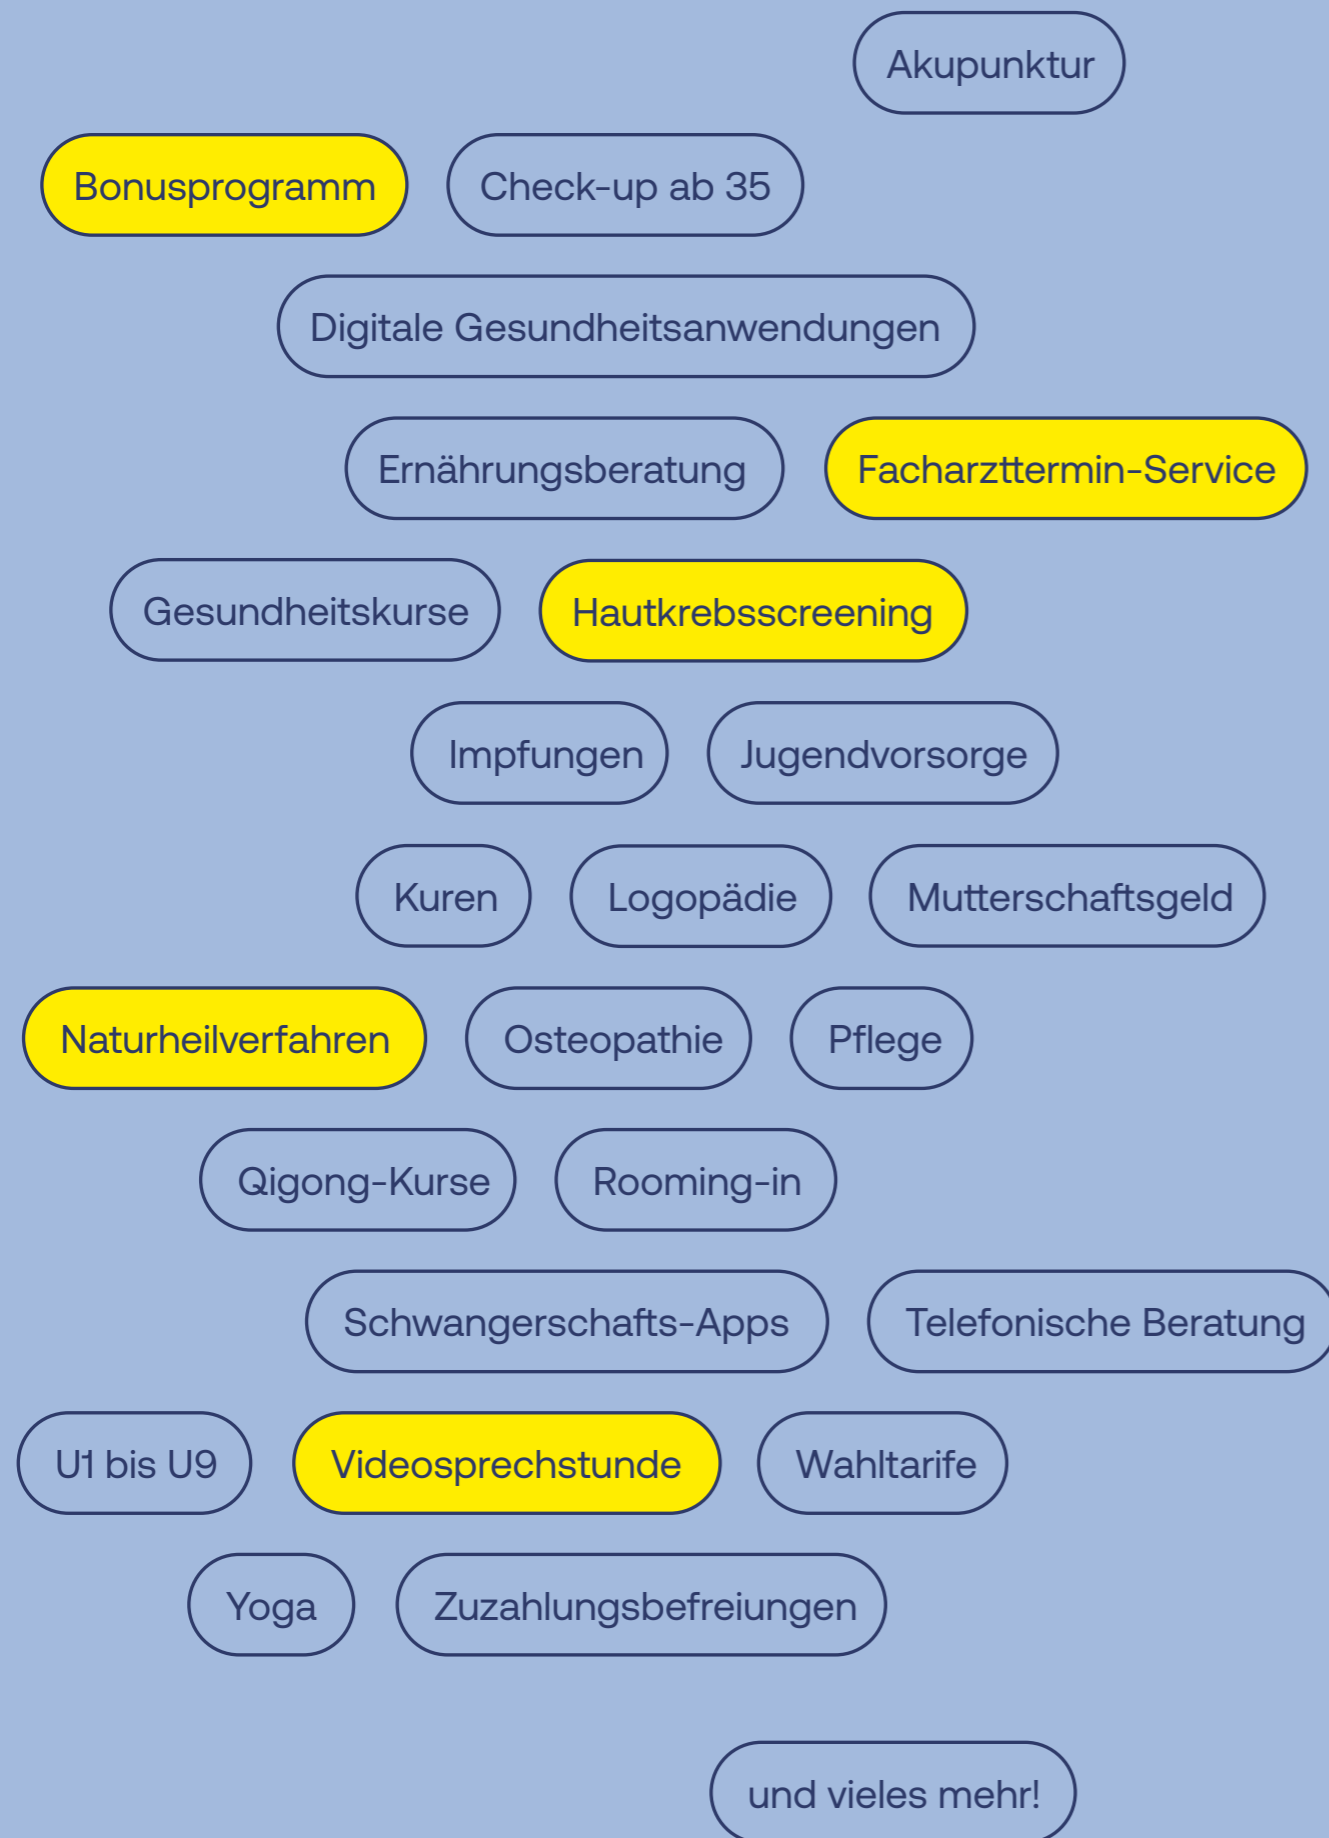 Akupunktur
Bonusprogramm
Check-up ab 35
Digitale Gesundheitsanwendungen
Ernährungsberatung
Facharzttermin-Service
Gesundheitskurse
Hautkrebsscreening
Impfungen
Jugendvorsorge
Kuren
Logopädie
Mutterschaftsgeld
Naturheilverfahren
Osteopathie
Pflege
Qigong-Kurse
Rooming-in
Schwangerschafts-Apps
Telefonische Beratung
U1 bis U9
Videosprechstunde
Wahltarife
Yoga
Zuzahlungsbefreiungen
und vieles mehr!